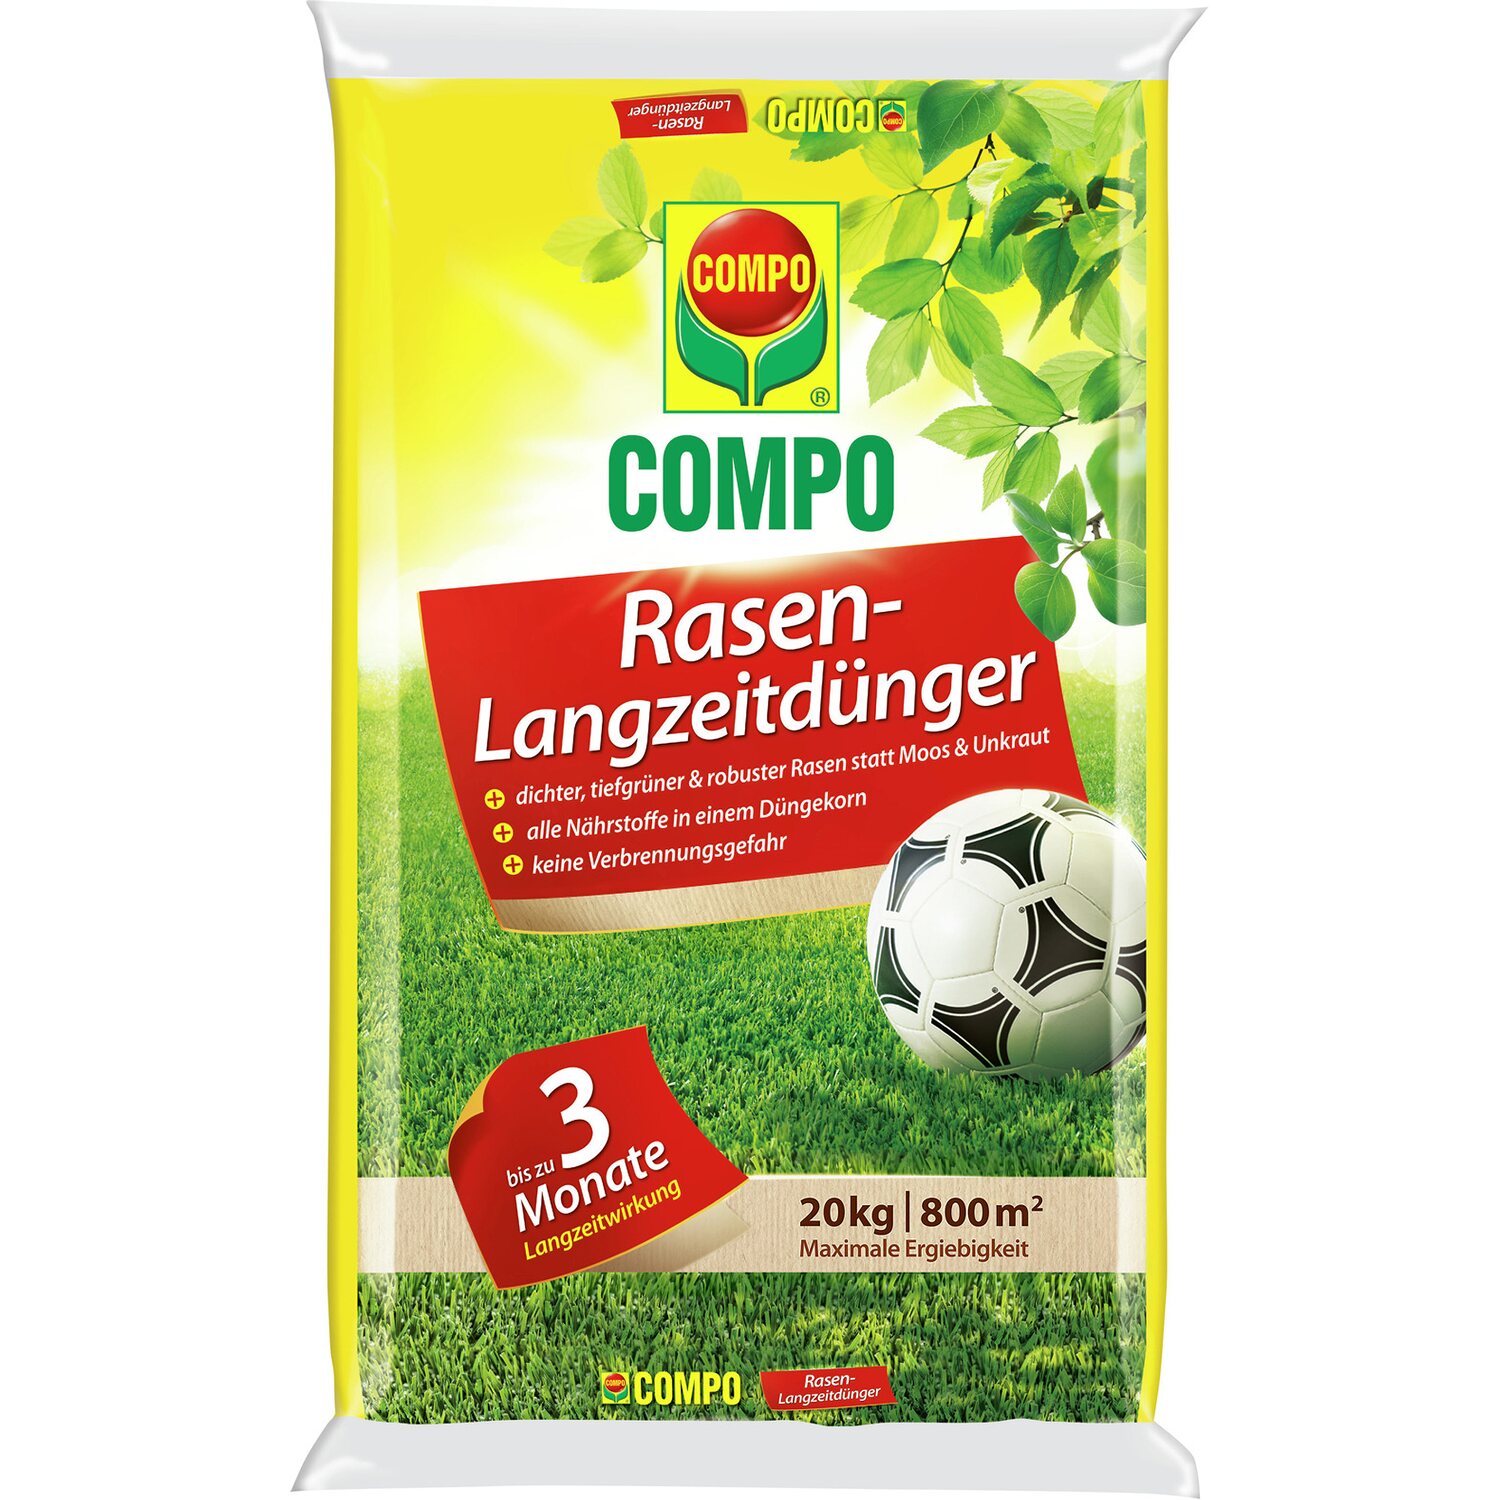 COMPO
Rasen-
Langzeitdünger
COMPO
®
COMPO
Rasen-
Langzeitdünger
dichter, tiefgrüner & robuster Rasen statt Moos & Unkraut
alle Nährstoffe in einem Düngekorn
keine Verbrennungsgefahr
bis zu 3
Monate
Langzeitwirkung
20 kg | 800 m²
Maximale Ergiebigkeit
COMPO
COMPO
Rasen-
Langzeitdünger